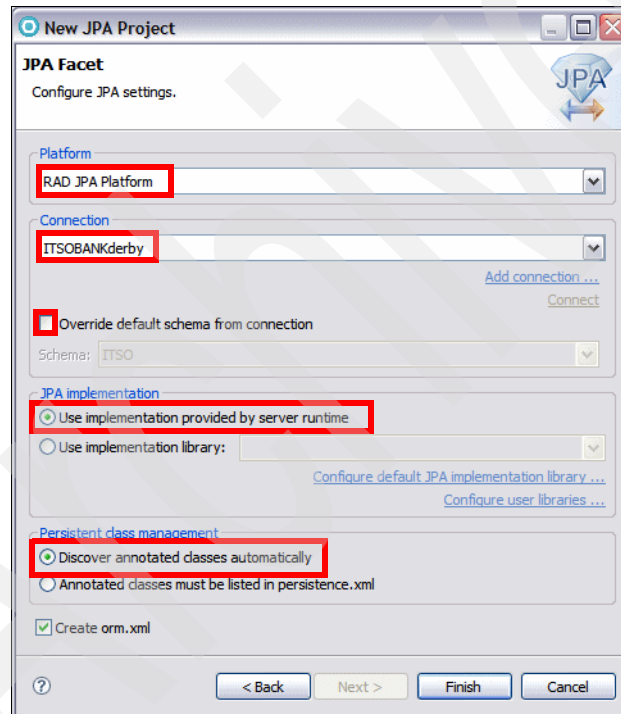 New JPA Project
JPA Facet
Configure JPA settings.
JPA
Platform
RAD JPA Platform
Connection
ITSOBANKderby
Add connection ...
Connect
Override default schema from connection
Schema: ITSO
JPA implementation
Use implementation provided by server runtime
Use implementation library:
Configure default JPA implementation library ...
Configure user libraries ...
Persistent class management
Discover annotated classes automatically
Annotated classes must be listed in persistence.xml
Create orm.xml
? < Back Next > Finish Cancel